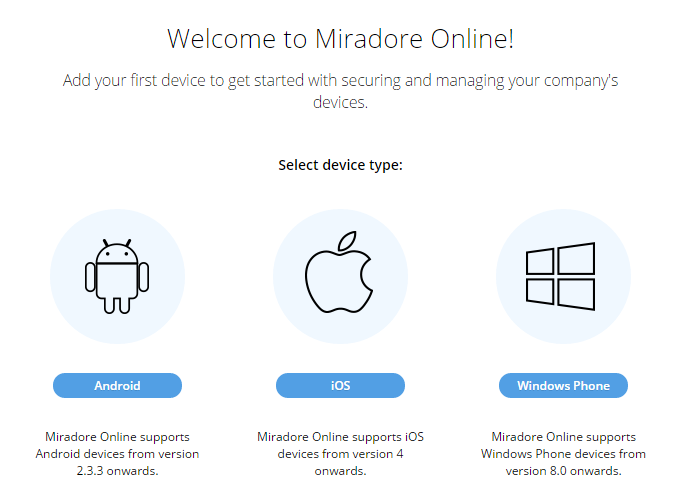 Welcome to Miradore Online!
Add your first device to get started with securing and managing your company's
devices.
Select device type:
Android
iOS
Windows Phone
Miradore Online supports
Android devices from version
2.3.3 onwards.
Miradore Online supports iOS
devices from version 4
onwards.
Miradore Online supports
Windows Phone devices from
version 8.0 onwards.